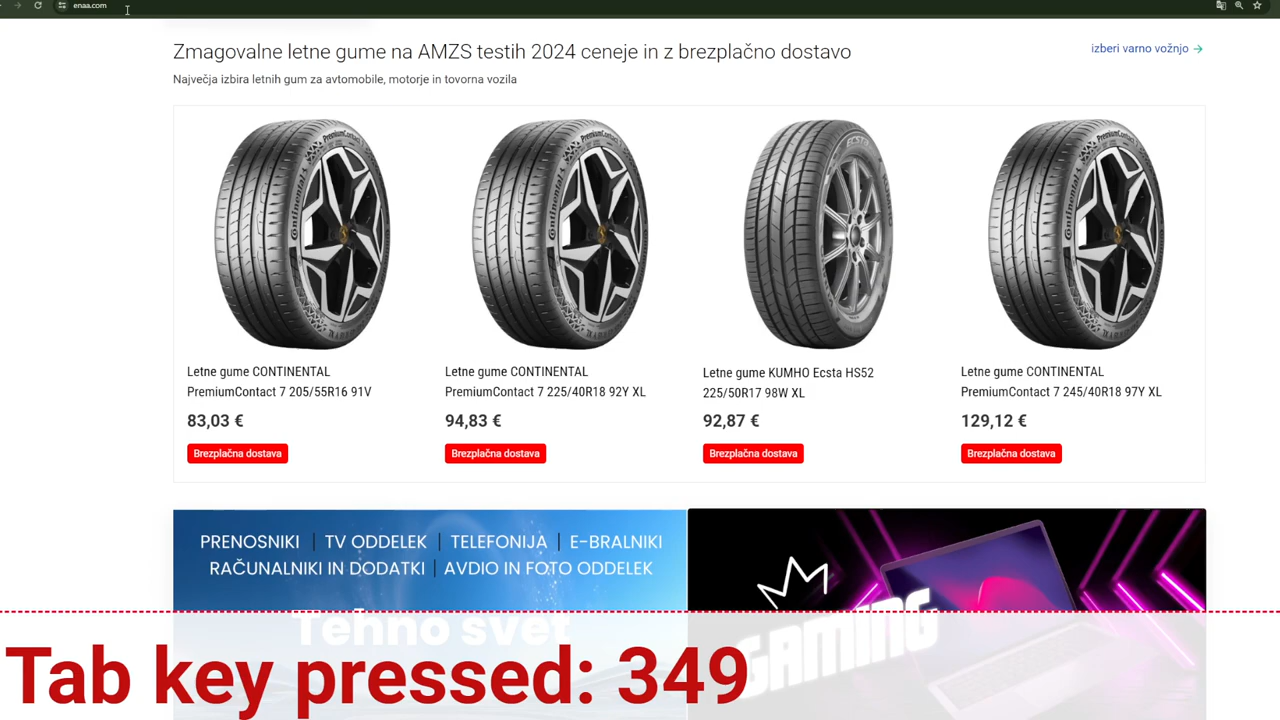 enaa.com
Zmagovalne letne gume na AMZS testih 2024 ceneje in z brezplačno dostavo
izberi varno vožnjo →
Največja izbira letnih gum za avtomobile, motorje in tovorna vozila
Letne gume CONTINENTAL
PremiumContact 7 205/55R16 91V
83,03 €
Brezplačna dostava
Letne gume CONTINENTAL
PremiumContact 7 225/40R18 92Y XL
94,83 €
Brezplačna dostava
Letne gume KUMHO Ecsta HS52
225/50R17 98W XL
92,87 €
Brezplačna dostava
Letne gume CONTINENTAL
PremiumContact 7 245/40R18 97Y XL
129,12 €
Brezplačna dostava
PRENOSNIKI | TV ODDELEK | TELEFONIJA | E-BRALNIKI
RAČUNALNIKI IN DODATKI | AVDIO IN FOTO ODDELEK
Tehno svet
GAMING
Tab key pressed: 349